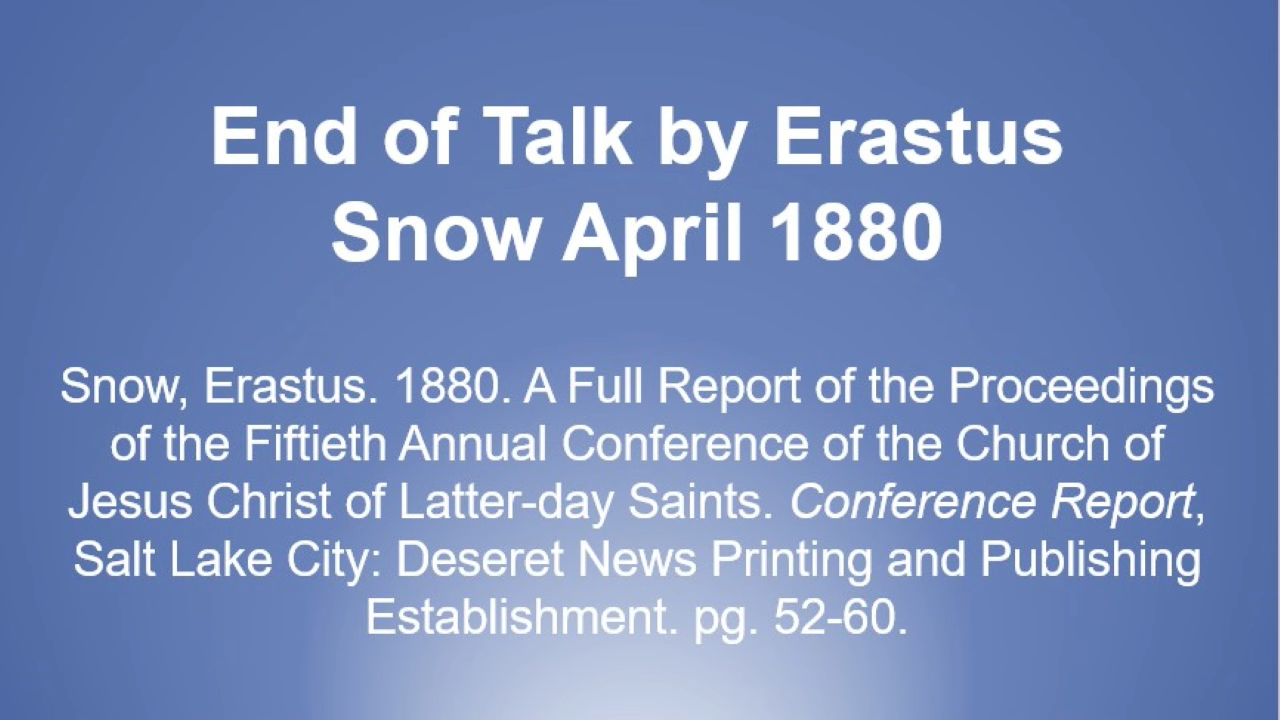 End of Talk by Erastus
Snow April 1880
Snow, Erastus. 1880. A Full Report of the Proceedings
of the Fiftieth Annual Conference of the Church of
Jesus Christ of Latter-day Saints. Conference Report,
Salt Lake City: Deseret News Printing and Publishing
Establishment. pg. 52-60.